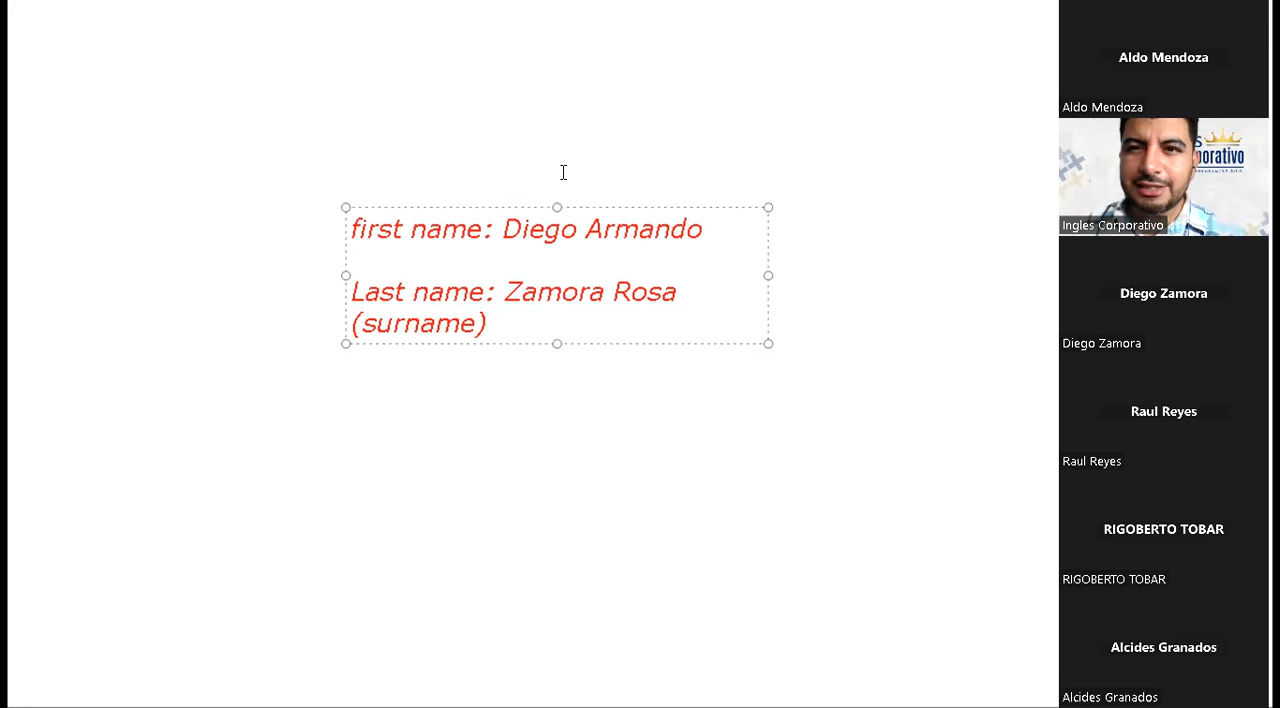 first name: Diego Armando
Last name: Zamora Rosa
(surname)
Aldo Mendoza
Aldo Mendoza
Ingles Corporativo
Diego Zamora
Diego Zamora
Raul Reyes
Raul Reyes
RIGOBERTO TOBAR
RIGOBERTO TOBAR
Alcides Granados
Alcides Granados